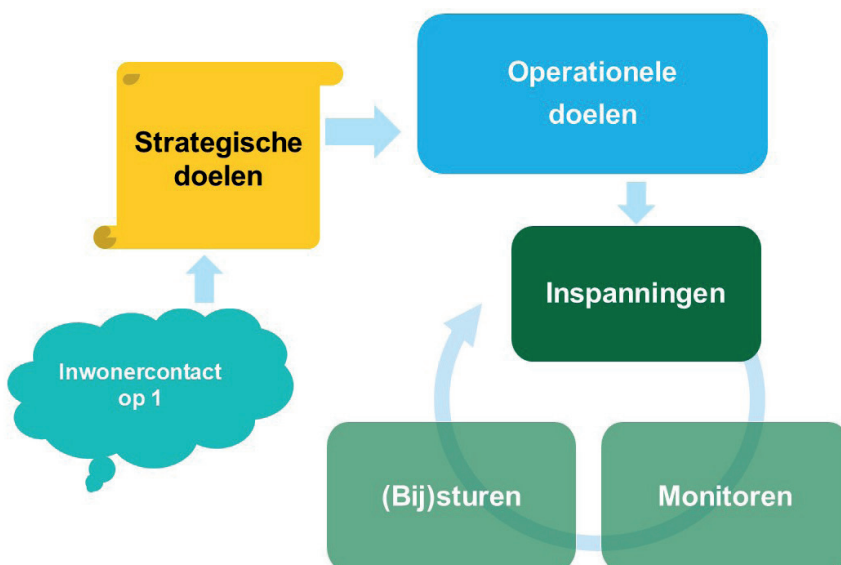 Operationele
doelen
Strategische
doelen
Inspanningen
Inwonercontact
op 1
(Bij)sturen
Monitoren